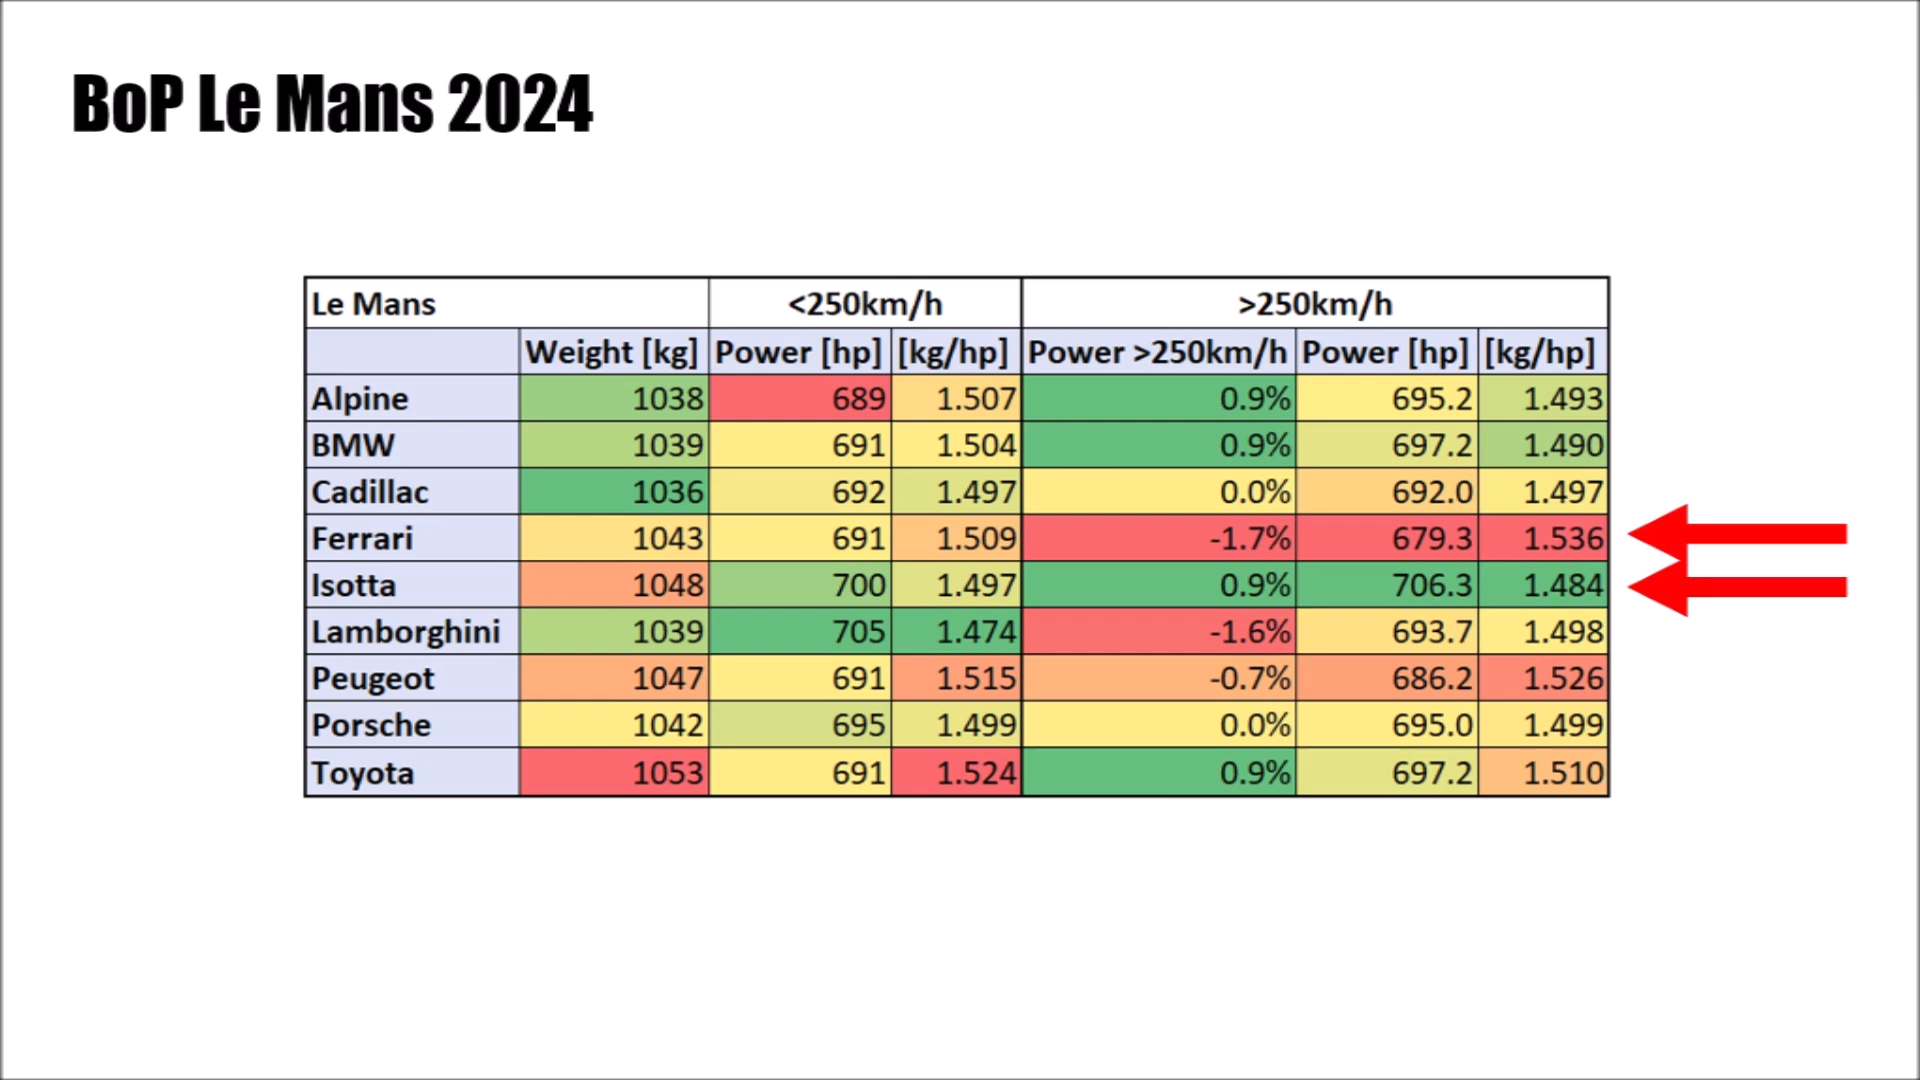 BoP Le Mans 2024
Le Mans <250km/h >250km/h
Weight [kg] Power [hp] [kg/hp] Power >250km/h Power [hp] [kg/hp]
Alpine 1038 689 1.507 0.9% 695.2 1.493
BMW 1039 691 1.504 0.9% 697.2 1.490
Cadillac 1036 692 1.497 0.0% 692.0 1.497
Ferrari 1043 691 1.509 -1.7% 679.3 1.536
Isotta 1048 700 1.497 0.9% 706.3 1.484
Lamborghini 1039 705 1.474 -1.6% 693.7 1.498
Peugeot 1047 691 1.515 -0.7% 686.2 1.526
Porsche 1042 695 1.499 0.0% 695.0 1.499
Toyota 1053 691 1.524 0.9% 697.2 1.510